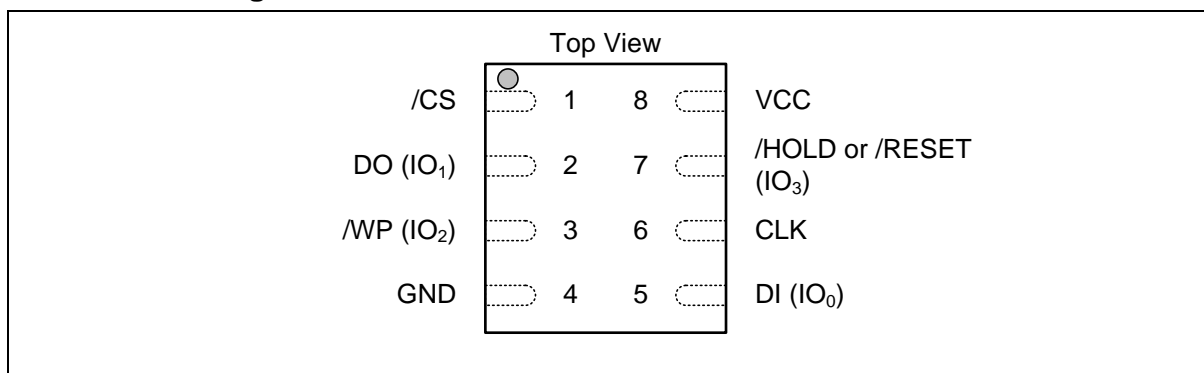 Top View
/CS 1 8 VCC
DO (IO₁) 2 7 /HOLD or /RESET
(IO₃)
/WP (IO₂) 3 6 CLK
GND 4 5 DI (IO₀)